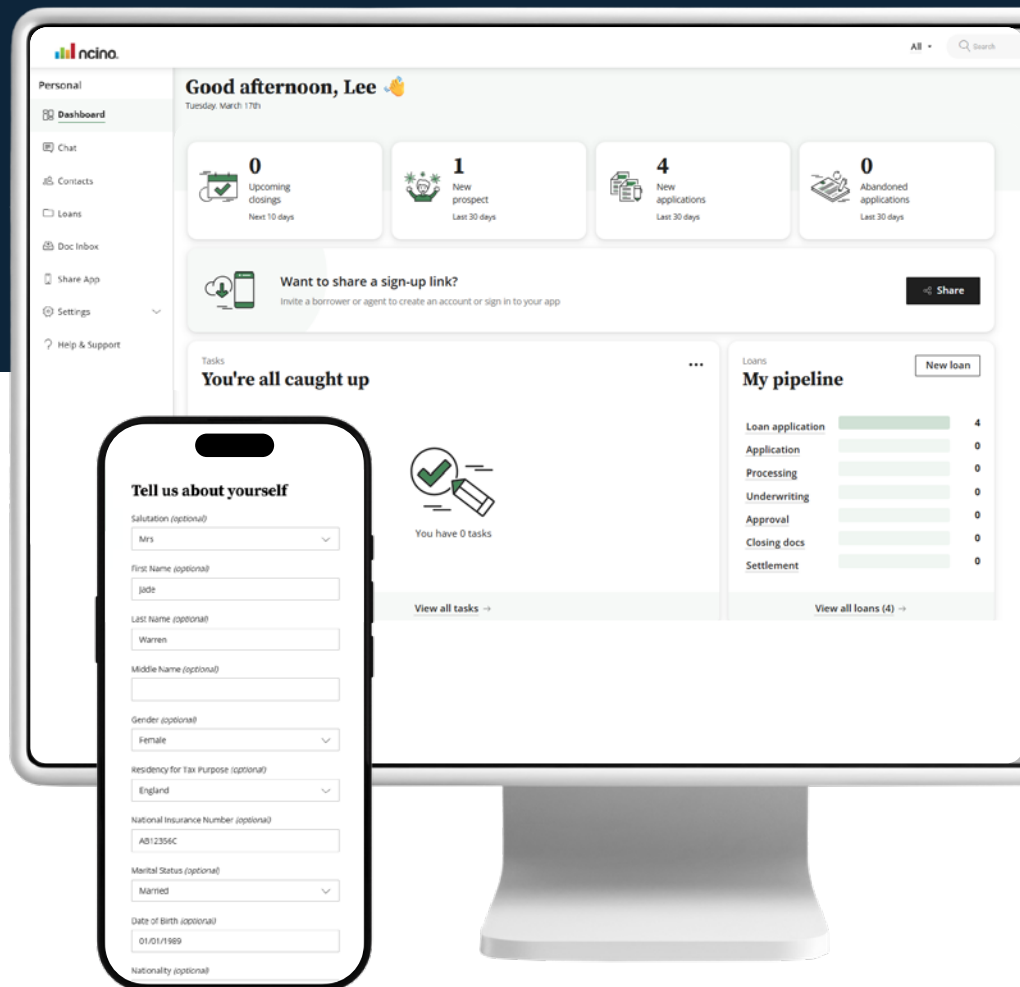 ncino.
All
Search
Personal
Dashboard
Chat
Contacts
Loans
Doc Inbox
Share App
Settings
Help & Support
Good afternoon, Lee
Tuesday, March 17th
0
Upcoming
closings
Next 10 days
1
New
prospect
Last 30 days
4
New
applications
Last 30 days
0
Abandoned
applications
Last 30 days
Want to share a sign-up link?
Invite a borrower or agent to create an account or sign in to your app
Share
Tasks
You're all caught up
You have 0 tasks
View all tasks →
Loans
My pipeline
New loan
Loan application 4
Application 0
Processing 0
Underwriting 0
Approval 0
Closing docs 0
Settlement 0
View all loans (4) →
Tell us about yourself
Salutation (optional)
Mrs
First Name (optional)
Jade
Last Name (optional)
Warren
Middle Name (optional)
Gender (optional)
Female
Residency for Tax Purpose (optional)
England
National Insurance Number (optional)
AB12356C
Marital Status (optional)
Married
Date of Birth (optional)
01/01/1989
Nationality (optional)